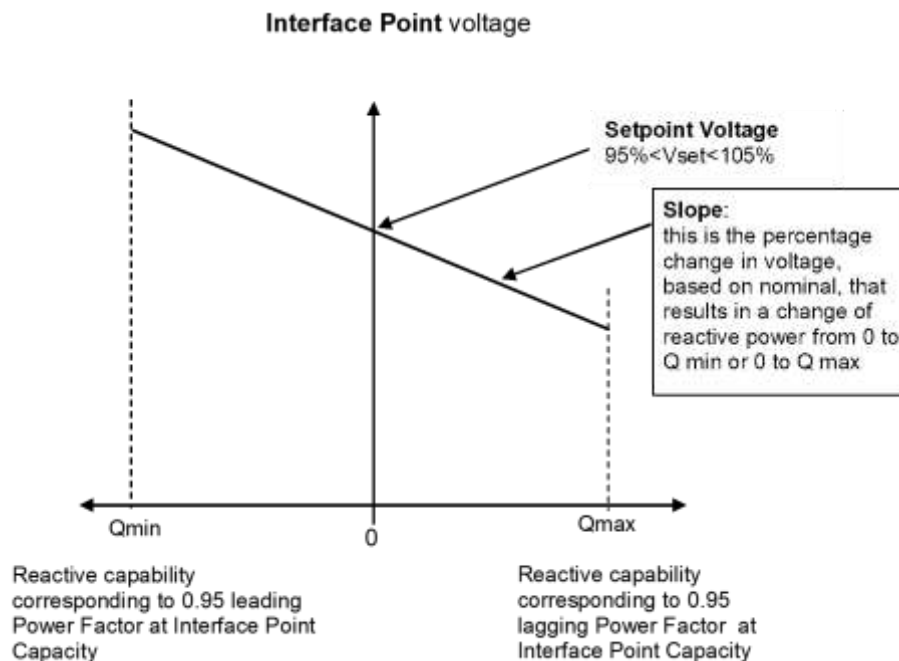 Interface Point voltage
Setpoint Voltage
95%<Vset<105%
Slope:
this is the percentage
change in voltage,
based on nominal, that
results in a change of
reactive power from 0 to
Q min or 0 to Q max
Qmin
0
Qmax
Reactive capability
corresponding to 0.95 leading
Power Factor at Interface Point
Capacity
Reactive capability
corresponding to 0.95
lagging Power Factor at
Interface Point Capacity